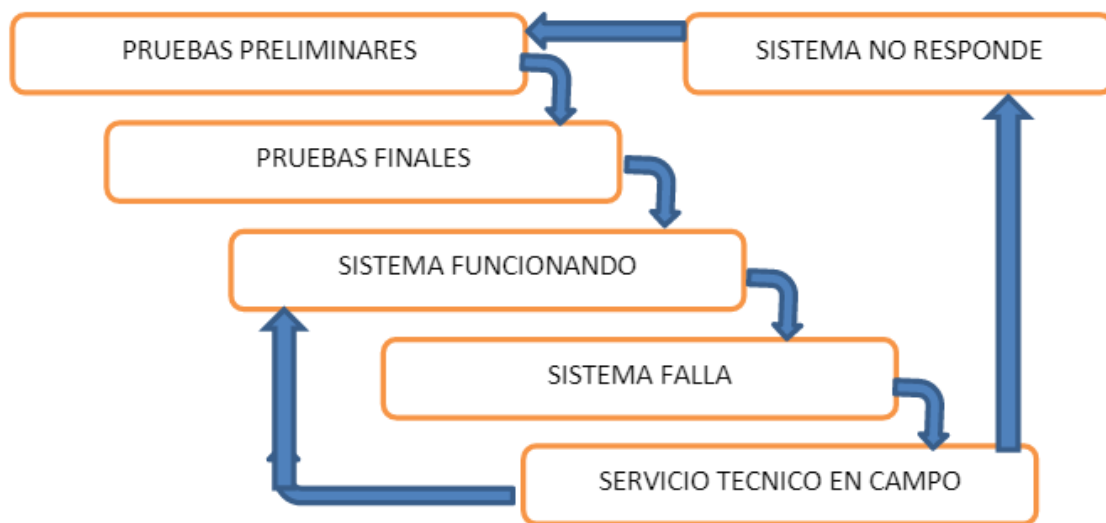 PRUEBAS PRELIMINARES
SISTEMA NO RESPONDE
PRUEBAS FINALES
SISTEMA FUNCIONANDO
SISTEMA FALLA
SERVICIO TECNICO EN CAMPO